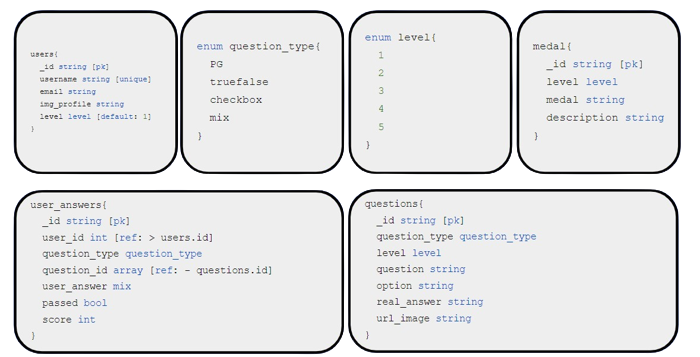 users{
_id string [pk]
username string [unique]
email string
img_profile string
level level [default: 1]
}
enum question_type{
PG
truefalse
checkbox
mix
}
enum level{
1
2
3
4
5
}
medal{
_id string [pk]
level level
medal string
description string
}
user_answers{
_id string [pk]
user_id int [ref: > users.id]
question_type question_type
question_id array [ref: - questions.id]
user_answer mix
passed bool
score int
}
questions{
_id string [pk]
question_type question_type
level level
question string
option string
real_answer string
url_image string
}